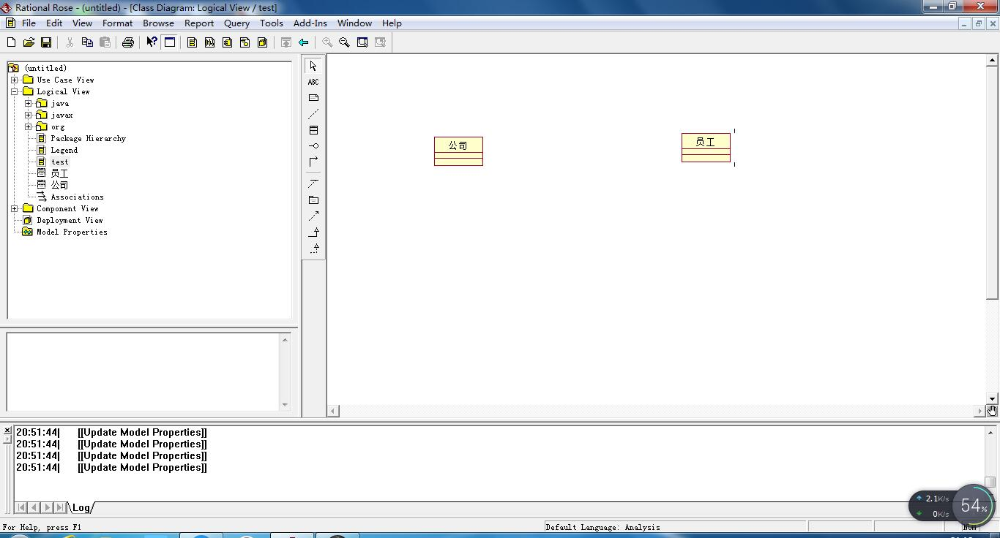 Rational Rose - (untitled) - [Class Diagram: Logical View / test]
File Edit View Format Browse Report Query Tools Add-Ins Window Help
(untitled)
Use Case View
Logical View
java
javax
org
Package Hierarchy
Legend
test
员工
公司
Associations
Component View
Deployment View
Model Properties
ABC
公司
员工
20:51:44| [[Update Model Properties]]
20:51:44| [[Update Model Properties]]
20:51:44| [[Update Model Properties]]
20:51:44| [[Update Model Properties]]
Log
2.1K/s
0K/s
54%
For Help, press F1
Default Language: Analysis